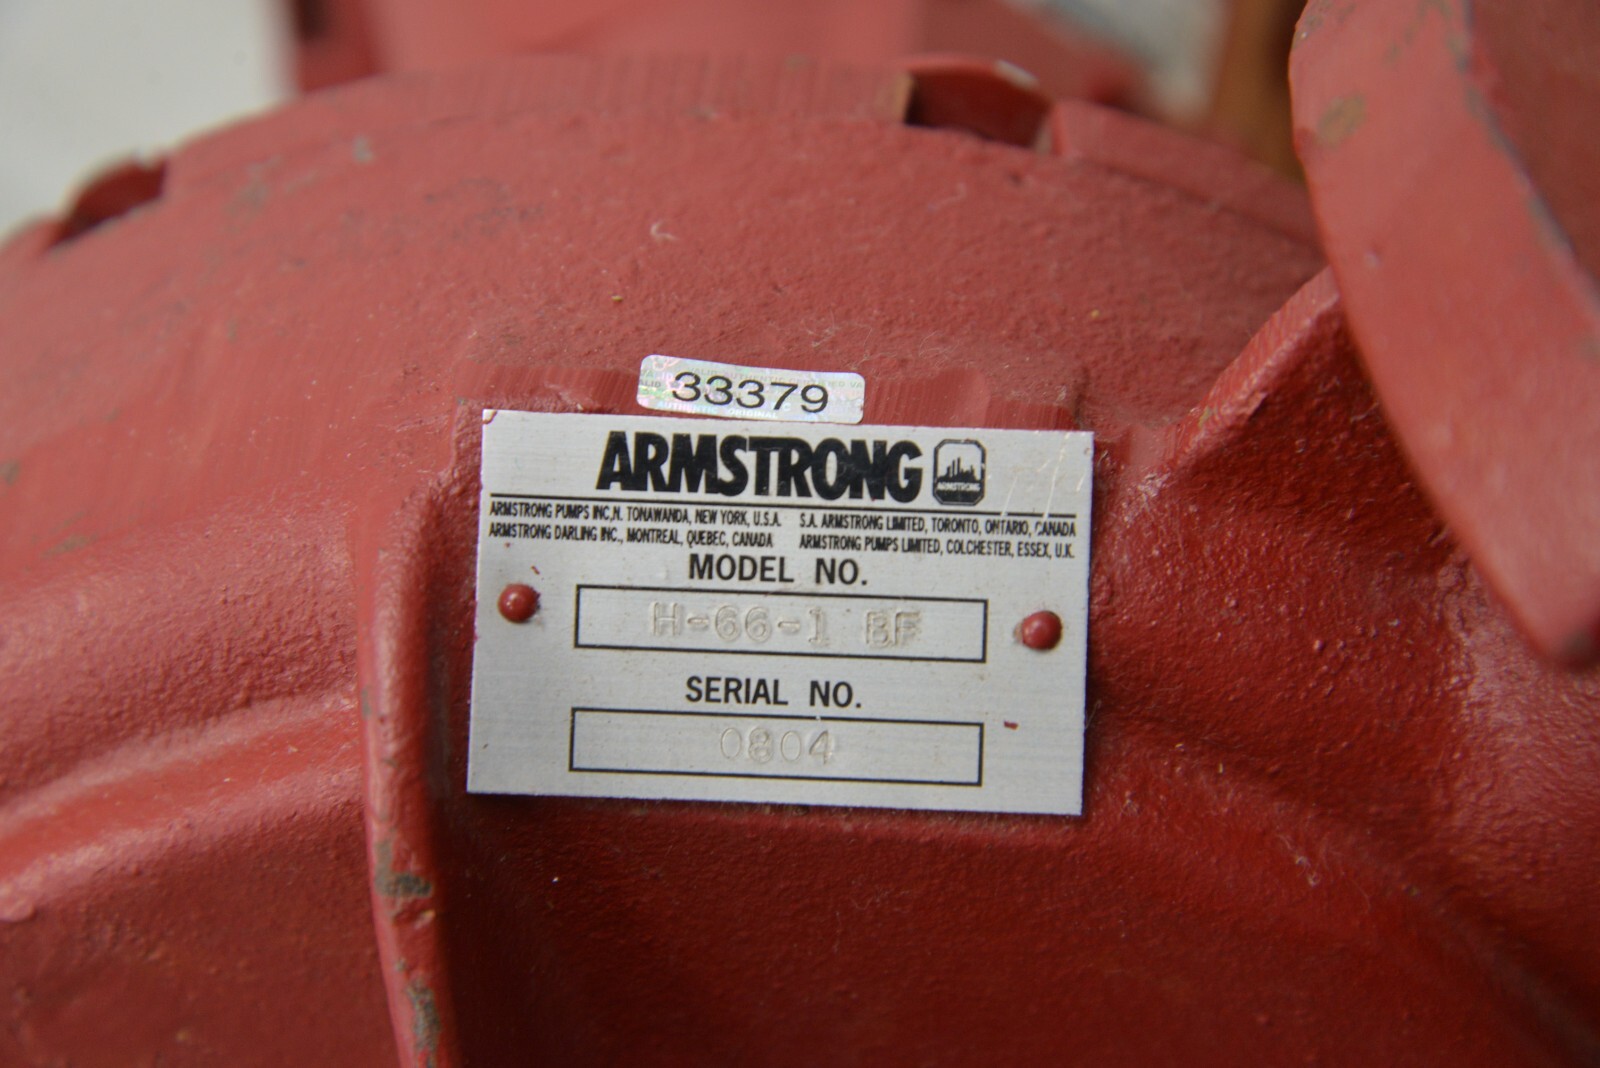 33379
ARMSTRONG
ARMSTRONG
ARMSTRONG PUMPS INC,N. TONAWANDA, NEW YORK, U.S.A. S.A. ARMSTRONG LIMITED, TORONTO, ONTARIO, CANADA
ARMSTRONG DARLING INC., MONTREAL, QUEBEC, CANADA ARMSTRONG PUMPS LIMITED, COLCHESTER, ESSEX, U.K.
MODEL NO.
H-66-1 BF
SERIAL NO.
0804